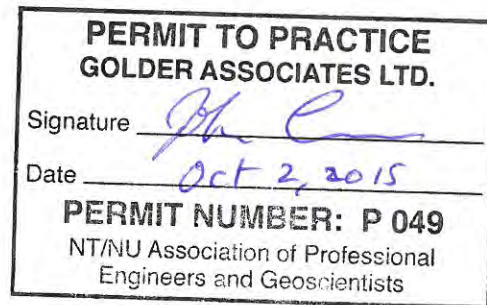 PERMIT TO PRACTICE
GOLDER ASSOCIATES LTD.
Signature
Date Oct 2, 2015
PERMIT NUMBER: P 049
NT/NU Association of Professional
Engineers and Geoscientists